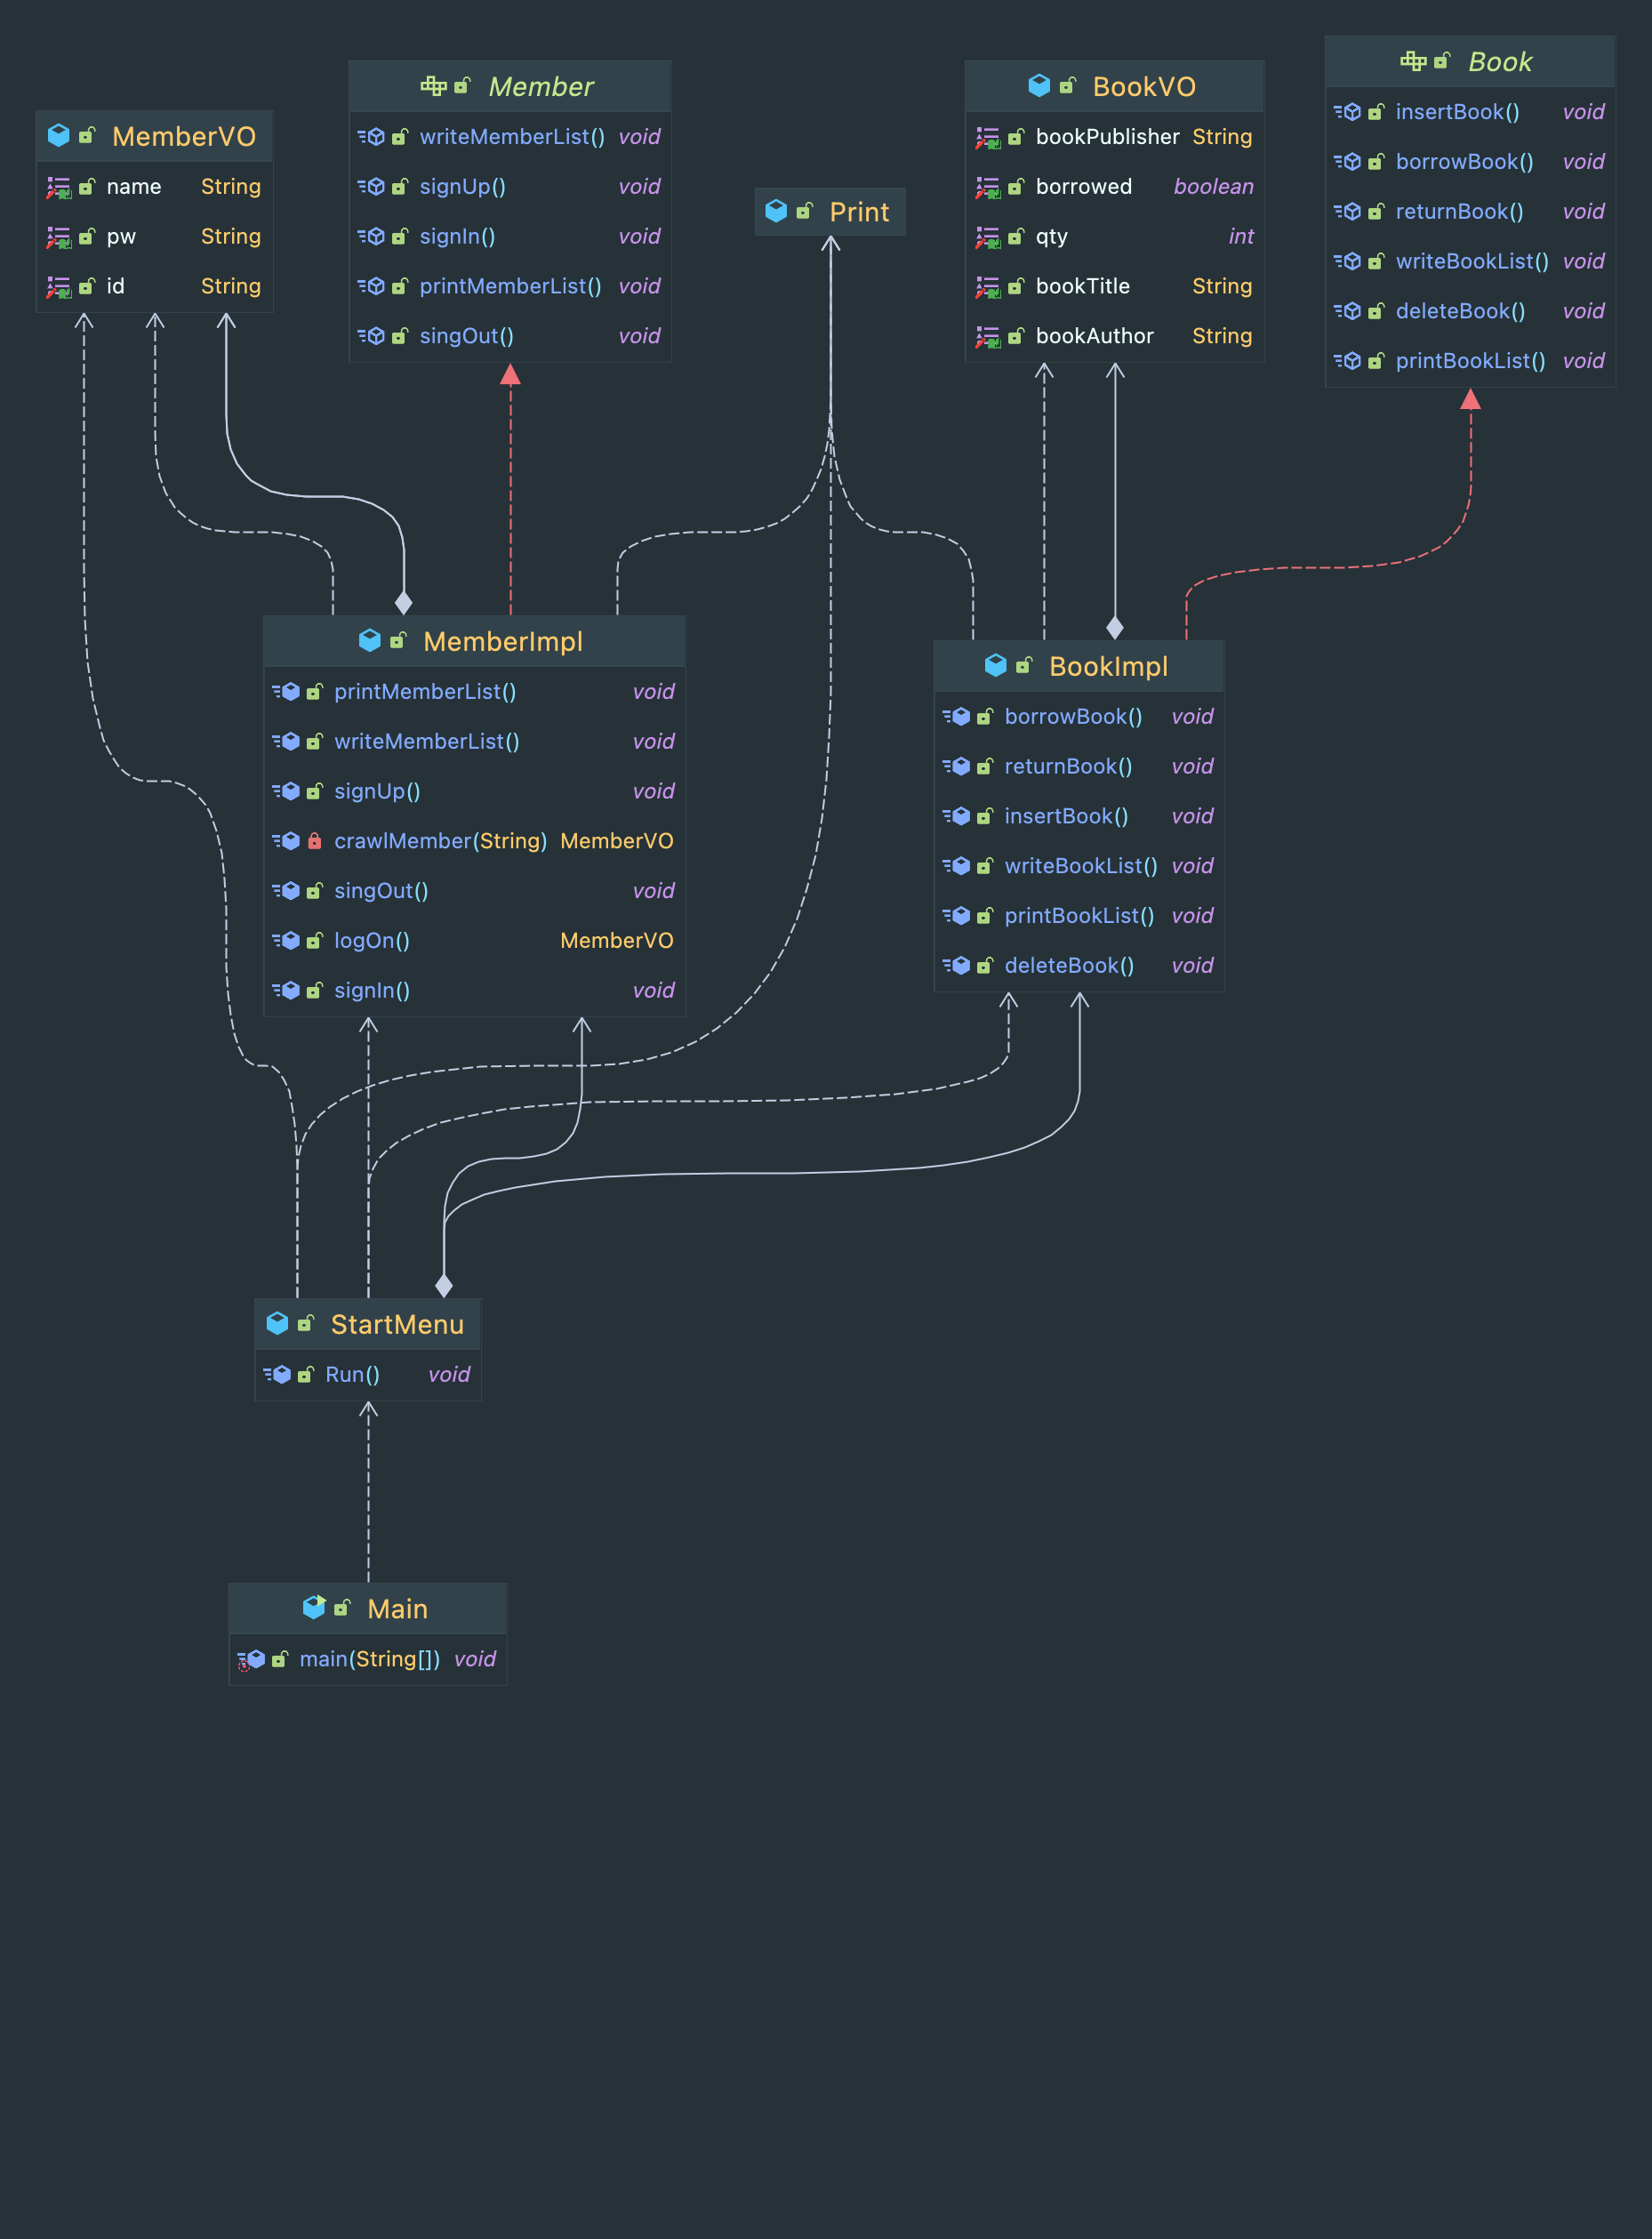 MemberVO
name String
pw String
id String
Member
writeMemberList() void
signUp() void
signIn() void
printMemberList() void
singOut() void
Print
BookVO
bookPublisher String
borrowed boolean
qty int
bookTitle String
bookAuthor String
Book
insertBook() void
borrowBook() void
returnBook() void
writeBookList() void
deleteBook() void
printBookList() void
MemberImpl
printMemberList() void
writeMemberList() void
signUp() void
crawlMember(String) MemberVO
singOut() void
logOn() MemberVO
signIn() void
BookImpl
borrowBook() void
returnBook() void
insertBook() void
writeBookList() void
printBookList() void
deleteBook() void
StartMenu
Run() void
Main
main(String[]) void